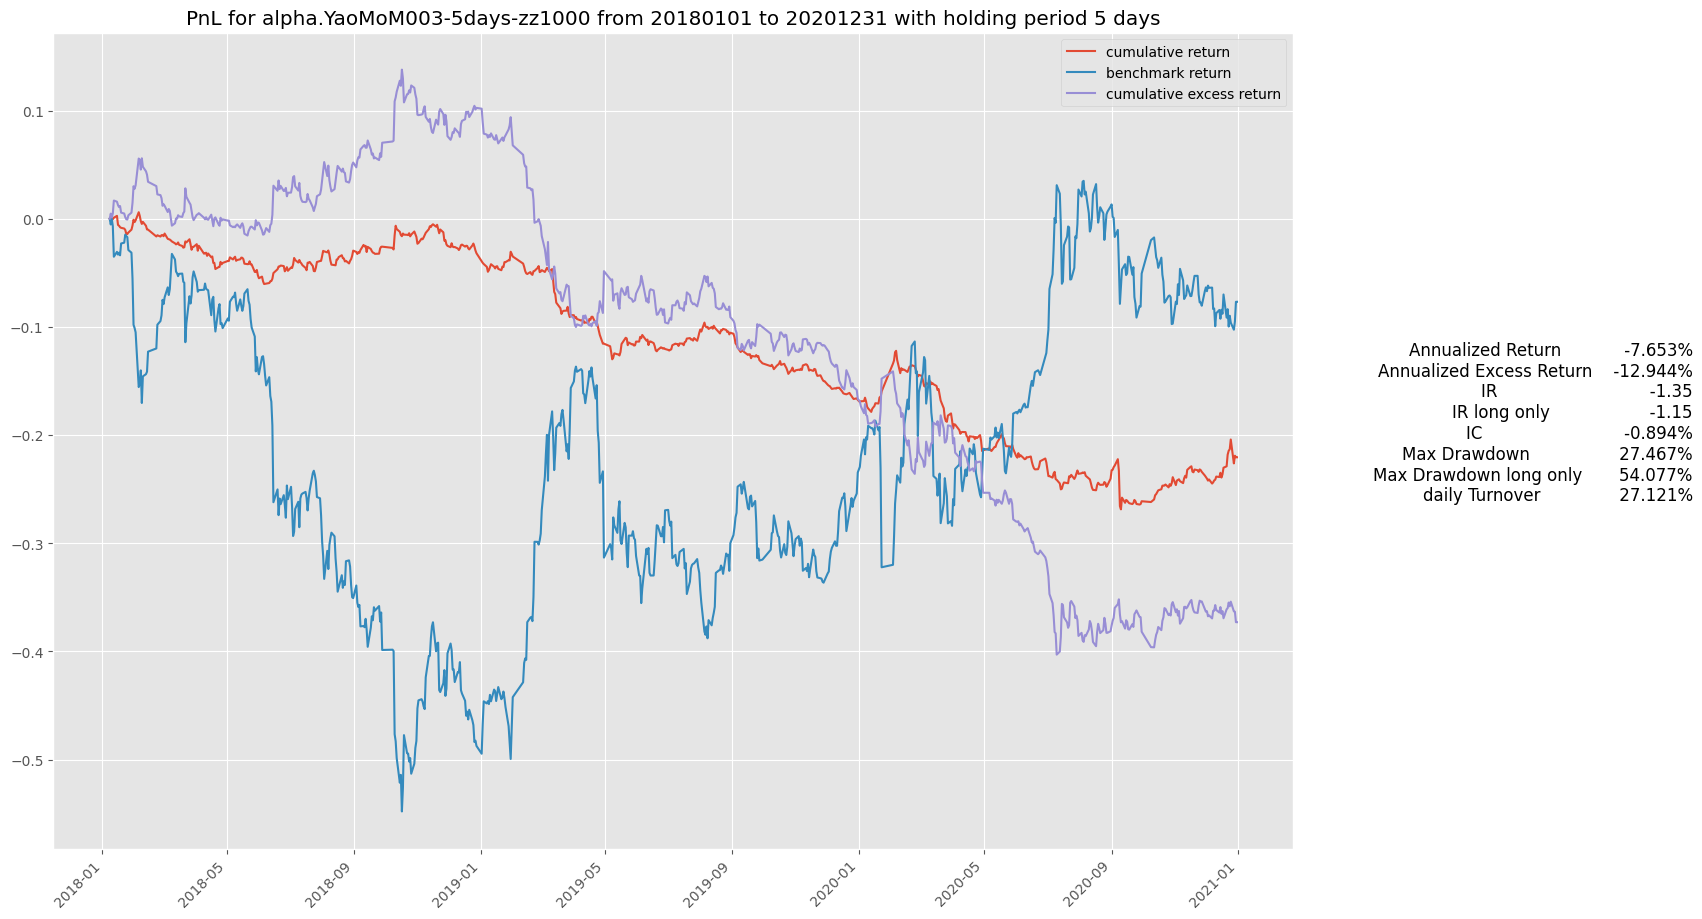 PnL for alpha.YaoMoM003-5days-zz1000 from 20180101 to 20201231 with holding period 5 days
cumulative return
benchmark return
cumulative excess return
0.1
0.0
−0.1
−0.2
−0.3
−0.4
−0.5
2018-01
2018-05
2018-09
2019-01
2019-05
2019-09
2020-01
2020-05
2020-09
2021-01
Annualized Return -7.653%
Annualized Excess Return -12.944%
IR -1.35
IR long only -1.15
IC -0.894%
Max Drawdown 27.467%
Max Drawdown long only 54.077%
daily Turnover 27.121%